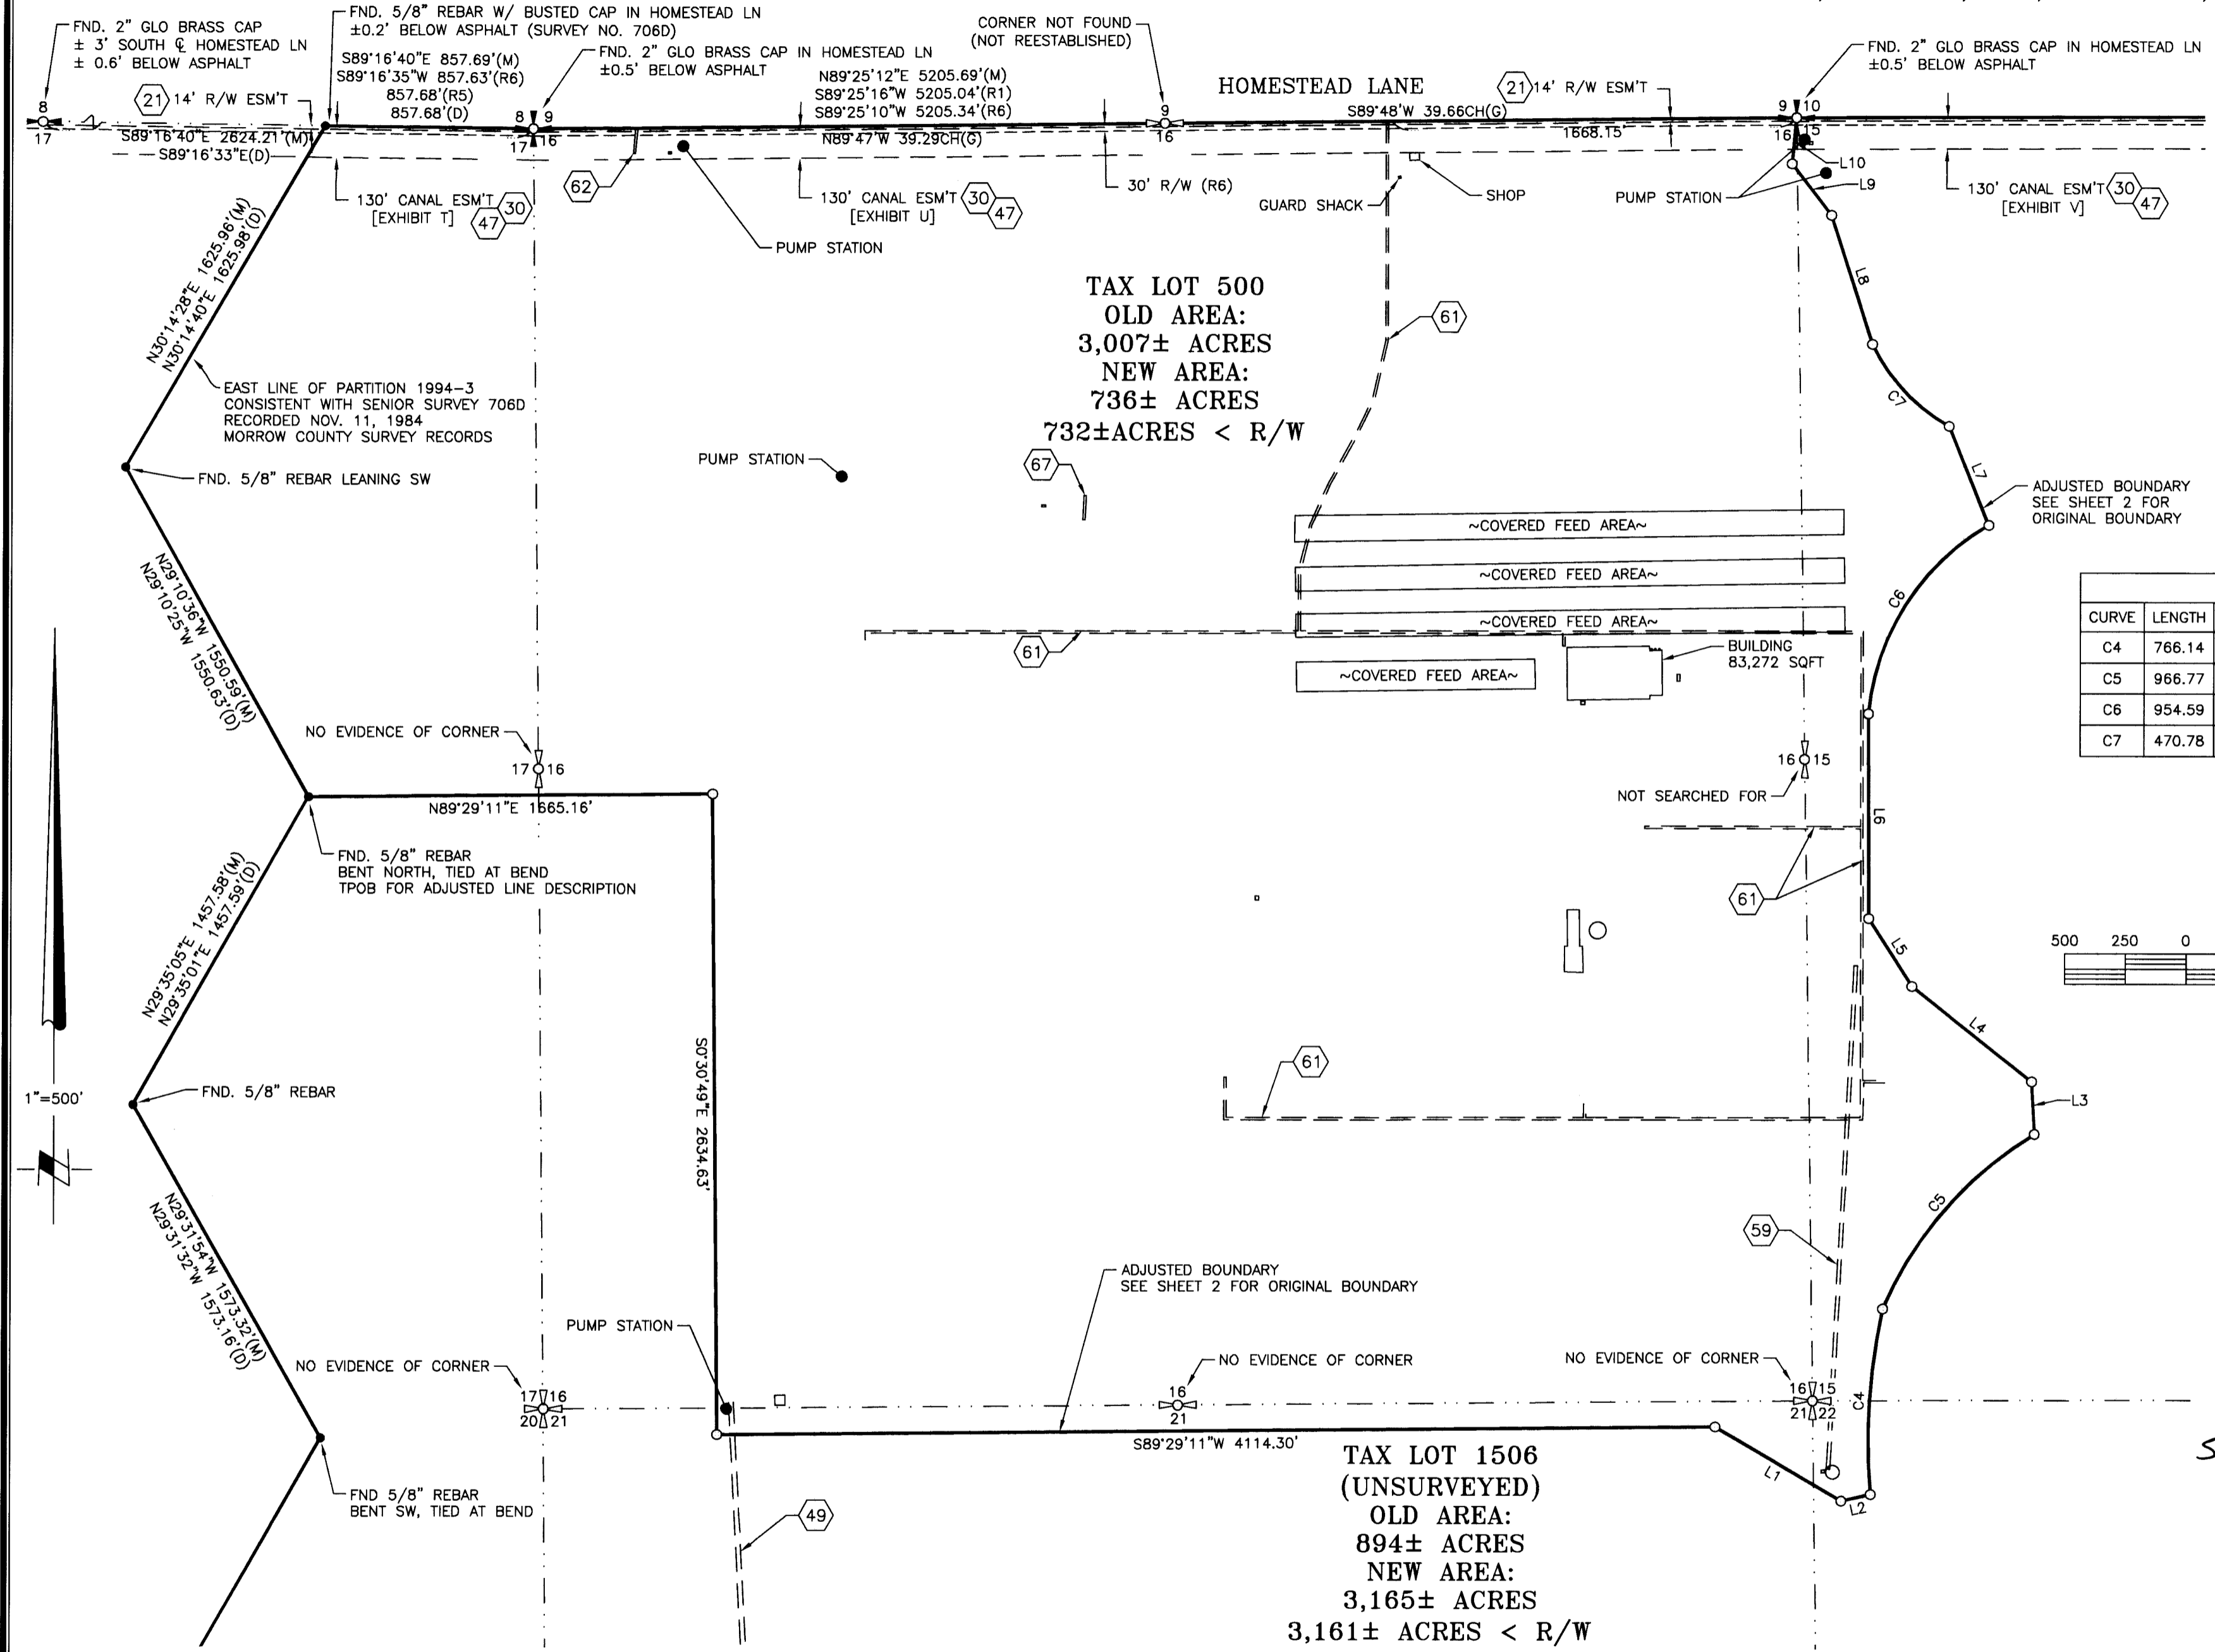 FND. 2" GLO BRASS CAP
± 3' SOUTH ℄ HOMESTEAD LN
± 0.6' BELOW ASPHALT
FND. 5/8" REBAR W/ BUSTED CAP IN HOMESTEAD LN
±0.2' BELOW ASPHALT (SURVEY NO. 706D)
S89°16'40"E 857.69'(M)
S89°16'35"W 857.63'(R6)
857.68'(R5)
857.68'(D)
FND. 2" GLO BRASS CAP IN HOMESTEAD LN
±0.5' BELOW ASPHALT
N89°25'12"E 5205.69'(M)
S89°25'16"W 5205.04'(R1)
S89°25'10"W 5205.34'(R6)
CORNER NOT FOUND
(NOT REESTABLISHED)
HOMESTEAD LANE
FND. 2" GLO BRASS CAP IN HOMESTEAD LN
±0.5' BELOW ASPHALT
21 14' R/W ESM'T
21 14' R/W ESM'T
8
17
8 9
17 16
9
16
9 10
16 15
S89°16'40"E 2624.21'(M)
S89°16'33"E(D)
N89°47'W 39.29CH(G)
S89°48'W 39.66CH(G)
1668.15'
62
130' CANAL ESM'T
[EXHIBIT T]
30
47
130' CANAL ESM'T
[EXHIBIT U]
30
47
30' R/W (R6)
GUARD SHACK
SHOP
PUMP STATION
L10
L9
130' CANAL ESM'T
[EXHIBIT V]
30
47
PUMP STATION
N30°14'28"E 1625.96'(M)
N30°14'40"E 1625.98'(D)
TAX LOT 500
OLD AREA:
3,007± ACRES
NEW AREA:
736± ACRES
732±ACRES < R/W
61
L8
C7
EAST LINE OF PARTITION 1994-3
CONSISTENT WITH SENIOR SURVEY 706D
RECORDED NOV. 11, 1984
MORROW COUNTY SURVEY RECORDS
FND. 5/8" REBAR LEANING SW
PUMP STATION
67
L7
ADJUSTED BOUNDARY
SEE SHEET 2 FOR
ORIGINAL BOUNDARY
~COVERED FEED AREA~
~COVERED FEED AREA~
~COVERED FEED AREA~
~COVERED FEED AREA~
C6
N29°10'36"W 1550.59'(M)
N29°10'25"W 1550.63'(D)
61
BUILDING
83,272 SQFT
CURVE LENGTH
C4 766.14
C5 966.77
C6 954.59
C7 470.78
NO EVIDENCE OF CORNER
17 16
16 15
NOT SEARCHED FOR
N89°29'11"E 1665.16'
L6
FND. 5/8" REBAR
BENT NORTH, TIED AT BEND
TPOB FOR ADJUSTED LINE DESCRIPTION
61
L5
500 250 0
N29°35'05"E 1457.58'(M)
N29°35'01"E 1457.59'(D)
L4
S0°30'49"E 2634.63'
61
1"=500'
FND. 5/8" REBAR
L3
C5
59
N29°31'54"W 1573.32'(M)
N29°31'32"W 1573.16'(D)
ADJUSTED BOUNDARY
SEE SHEET 2 FOR ORIGINAL BOUNDARY
PUMP STATION
NO EVIDENCE OF CORNER
17 16
20 21
NO EVIDENCE OF CORNER
16
21
NO EVIDENCE OF CORNER
16 15
21 22
C4
S89°29'11"W 4114.30'
L1
L2
FND 5/8" REBAR
BENT SW, TIED AT BEND
49
TAX LOT 1506
(UNSURVEYED)
OLD AREA:
894± ACRES
NEW AREA:
3,165± ACRES
3,161± ACRES < R/W